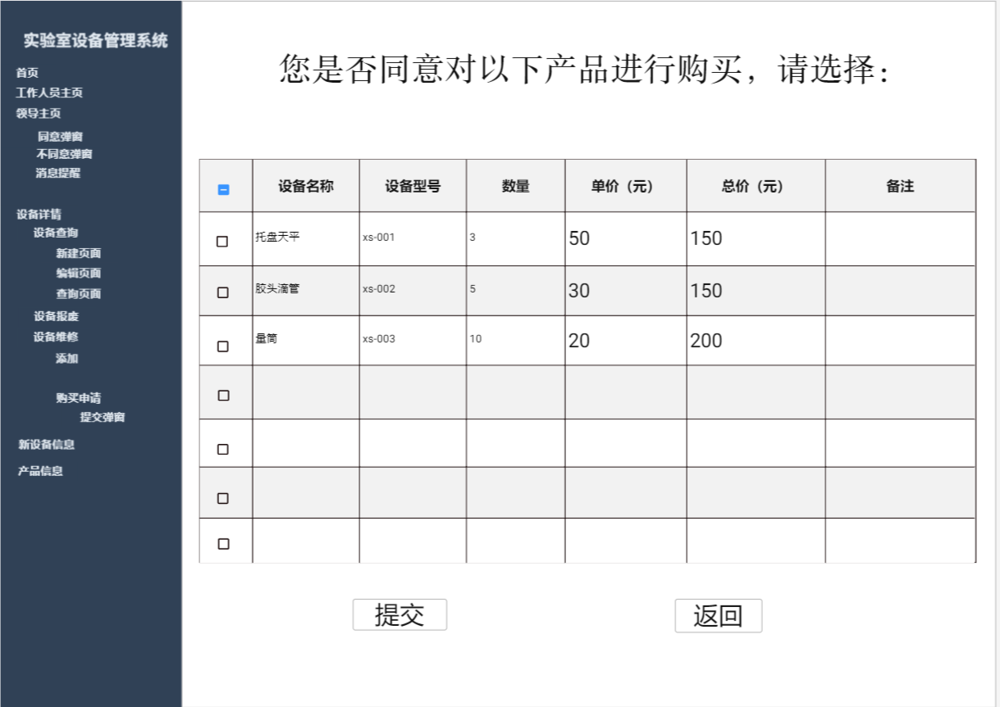 实验室设备管理系统
首页
工作人员主页
领导主页
同意弹窗
不同意弹窗
消息提醒
设备详情
设备查询
新建页面
编辑页面
查询页面
设备报废
设备维修
添加
购买申请
提交弹窗
新设备信息
产品信息
您是否同意对以下产品进行购买，请选择：
设备名称 设备型号 数量 单价（元） 总价（元） 备注
托盘天平 xs-001 3 50 150
胶头滴管 xs-002 5 30 150
量筒 xs-003 10 20 200
提交 返回